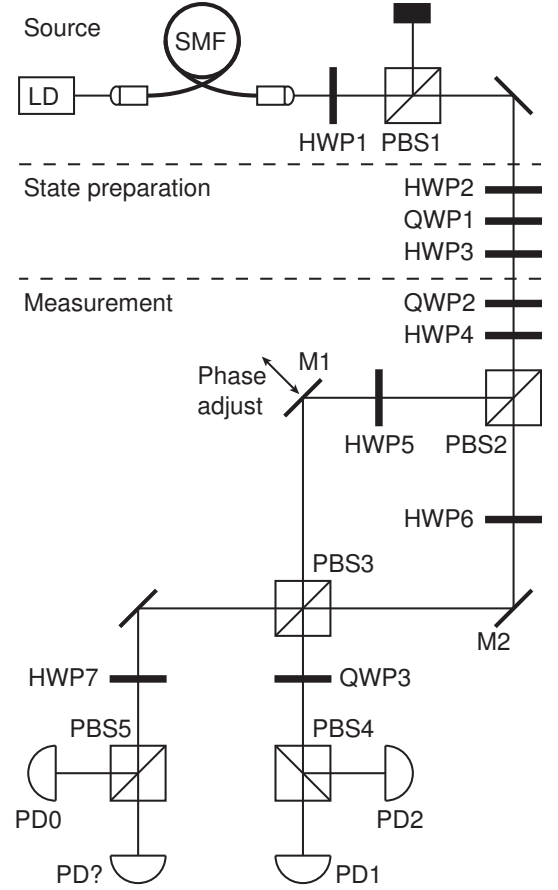 Source
SMF
LD
HWP1
PBS1
State preparation
HWP2
QWP1
HWP3
Measurement
QWP2
HWP4
M1
Phase
adjust
HWP5
PBS2
HWP6
PBS3
M2
HWP7
QWP3
PBS5
PBS4
PD0
PD2
PD?
PD1